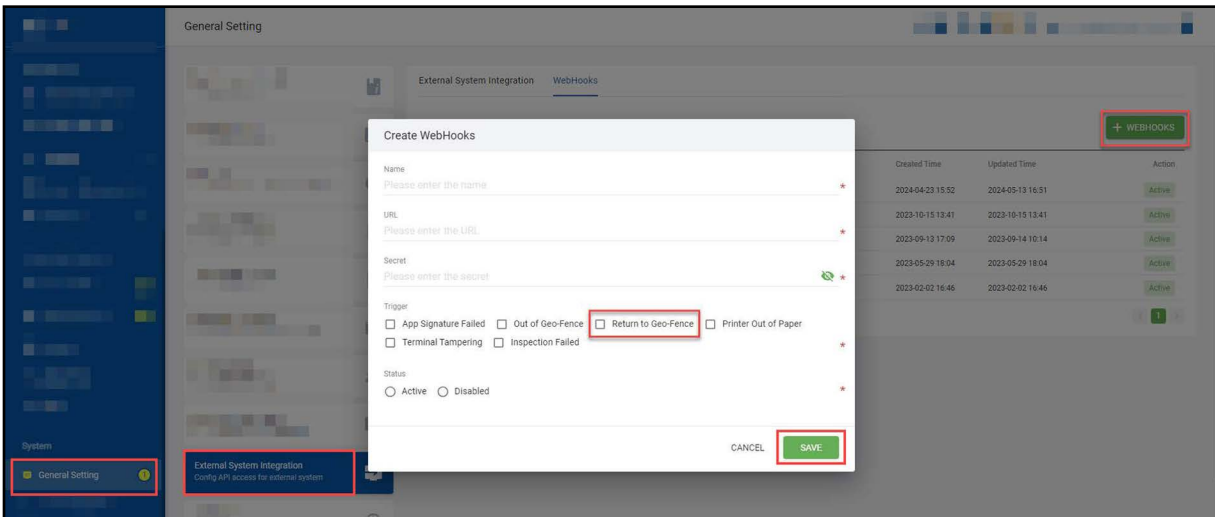 General Setting
External System Integration WebHooks
+ WEBHOOKS
Create WebHooks
Name
Please enter the name *
URL
Please enter the URL *
Secret
Please enter the secret *
Trigger
App Signature Failed Out of Geo-Fence Return to Geo-Fence Printer Out of Paper
Terminal Tampering Inspection Failed *
Status
Active Disabled *
CANCEL SAVE
Created Time Updated Time Action
2024-04-23 15:52 2024-05-13 16:51 Active
2023-10-15 13:41 2023-10-15 13:41 Active
2023-09-13 17:09 2023-09-14 10:14 Active
2023-05-29 18:04 2023-05-29 18:04 Active
2023-02-02 16:46 2023-02-02 16:46 Active
1
System
General Setting 1
External System Integration
Config API access for external system